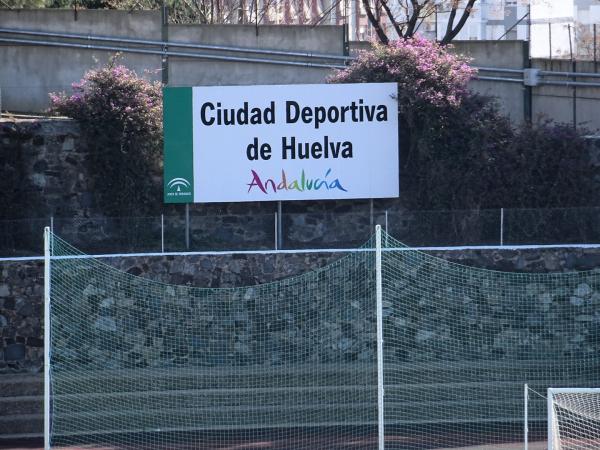 Ciudad Deportiva
de Huelva
Andalucía